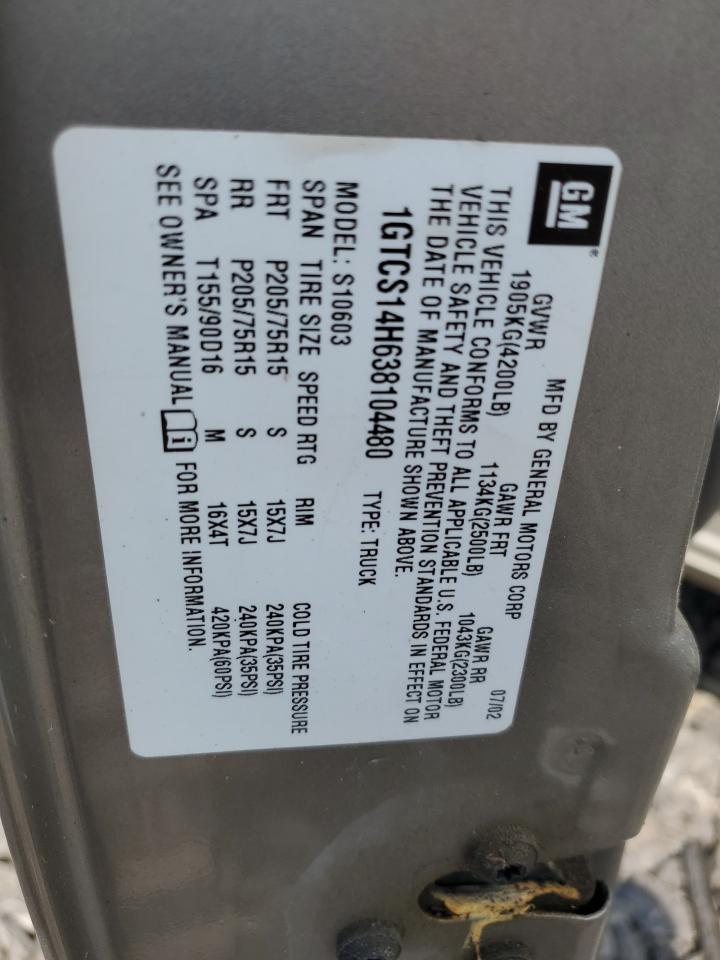 GM
MFD BY GENERAL MOTORS CORP 07/02
GVWR GAWR FRT GAWR RR
1905KG(4200LB) 1134KG(2500LB) 1043KG(2300LB)
THIS VEHICLE CONFORMS TO ALL APPLICABLE U.S. FEDERAL MOTOR
VEHICLE SAFETY AND THEFT PREVENTION STANDARDS IN EFFECT ON
THE DATE OF MANUFACTURE SHOWN ABOVE.
1GTCS14H638104480 TYPE: TRUCK
MODEL: S10603
SPAN TIRE SIZE SPEED RTG RIM COLD TIRE PRESSURE
FRT P205/75R15 S 15X7J 240KPA(35PSI)
RR P205/75R15 S 15X7J 240KPA(35PSI)
SPA T155/90D16 M 16X4T 420KPA(60PSI)
SEE OWNER'S MANUAL FOR MORE INFORMATION.